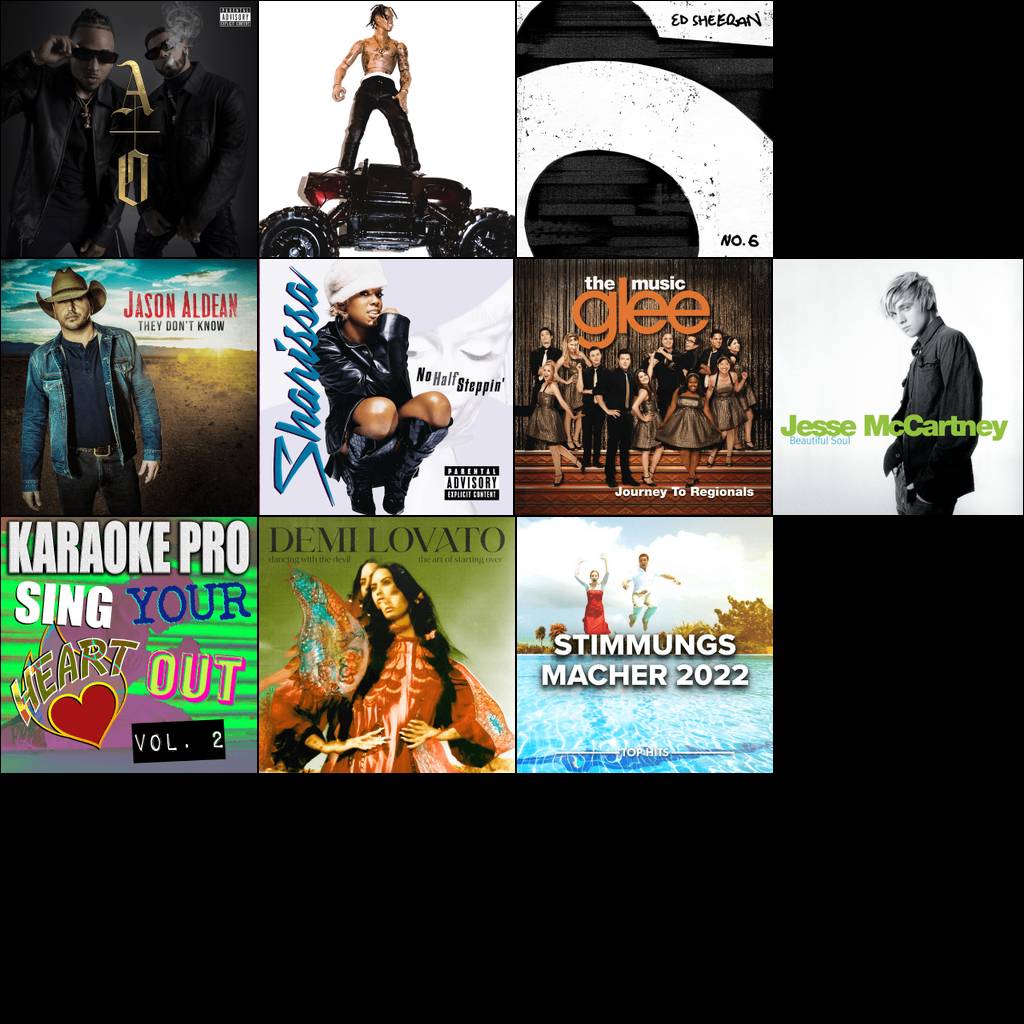 PARENTAL
ADVISORY
EXPLICIT CONTENT
A
O
ED SHEERAN
NO. 6
JASON ALDEAN
THEY DON'T KNOW
Sharissa
No Half Steppin'
PARENTAL
ADVISORY
EXPLICIT CONTENT
the music
glee
Journey To Regionals
Jesse McCartney
Beautiful Soul
KARAOKE PRO
SING YOUR
HEART OUT
VOL. 2
DEMI LOVATO
dancing with the devil the art of starting over
STIMMUNGS
MACHER 2022
TOP HITS